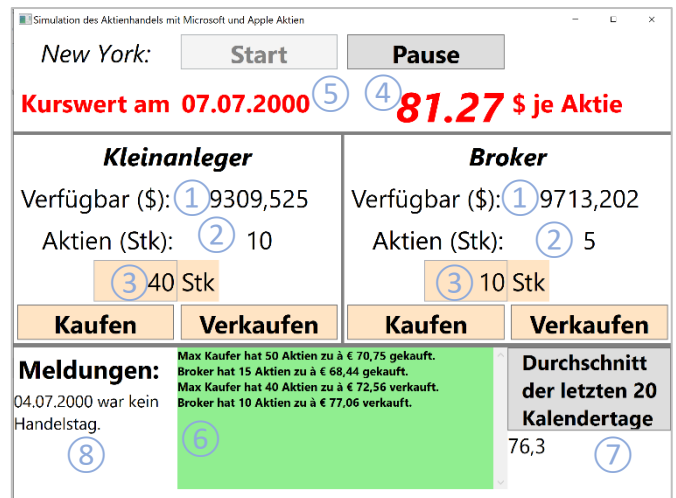 Simulation des Aktienhandels mit Microsoft und Apple Aktien
New York: Start Pause
Kurswert am 07.07.2000 5 4 81.27 $ je Aktie
Kleinanleger Broker
Verfügbar ($): 1 9309,525 Verfügbar ($): 1 9713,202
Aktien (Stk): 2 10 Aktien (Stk): 2 5
3 40 Stk 3 10 Stk
Kaufen Verkaufen Kaufen Verkaufen
Meldungen:
04.07.2000 war kein
Handelstag.
8
Max Kaufer hat 50 Aktien zu à € 70,75 gekauft.
Broker hat 15 Aktien zu à € 68,44 gekauft.
Max Kaufer hat 40 Aktien zu à € 72,56 verkauft.
Broker hat 10 Aktien zu à € 77,06 verkauft.
6
Durchschnitt
der letzten 20
Kalendertage
76,3 7